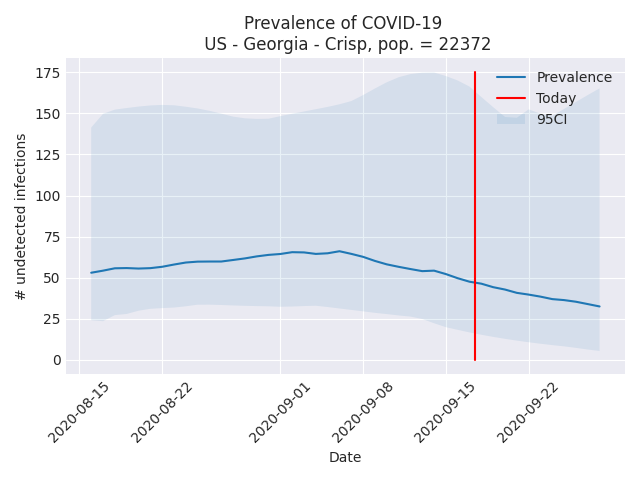 Prevalence of COVID-19
US - Georgia - Crisp, pop. = 22372
175
150
125
100
75
50
25
0
# undetected infections
Prevalence
Today
95CI
2020-08-15
2020-08-22
2020-09-01
2020-09-08
2020-09-15
2020-09-22
Date